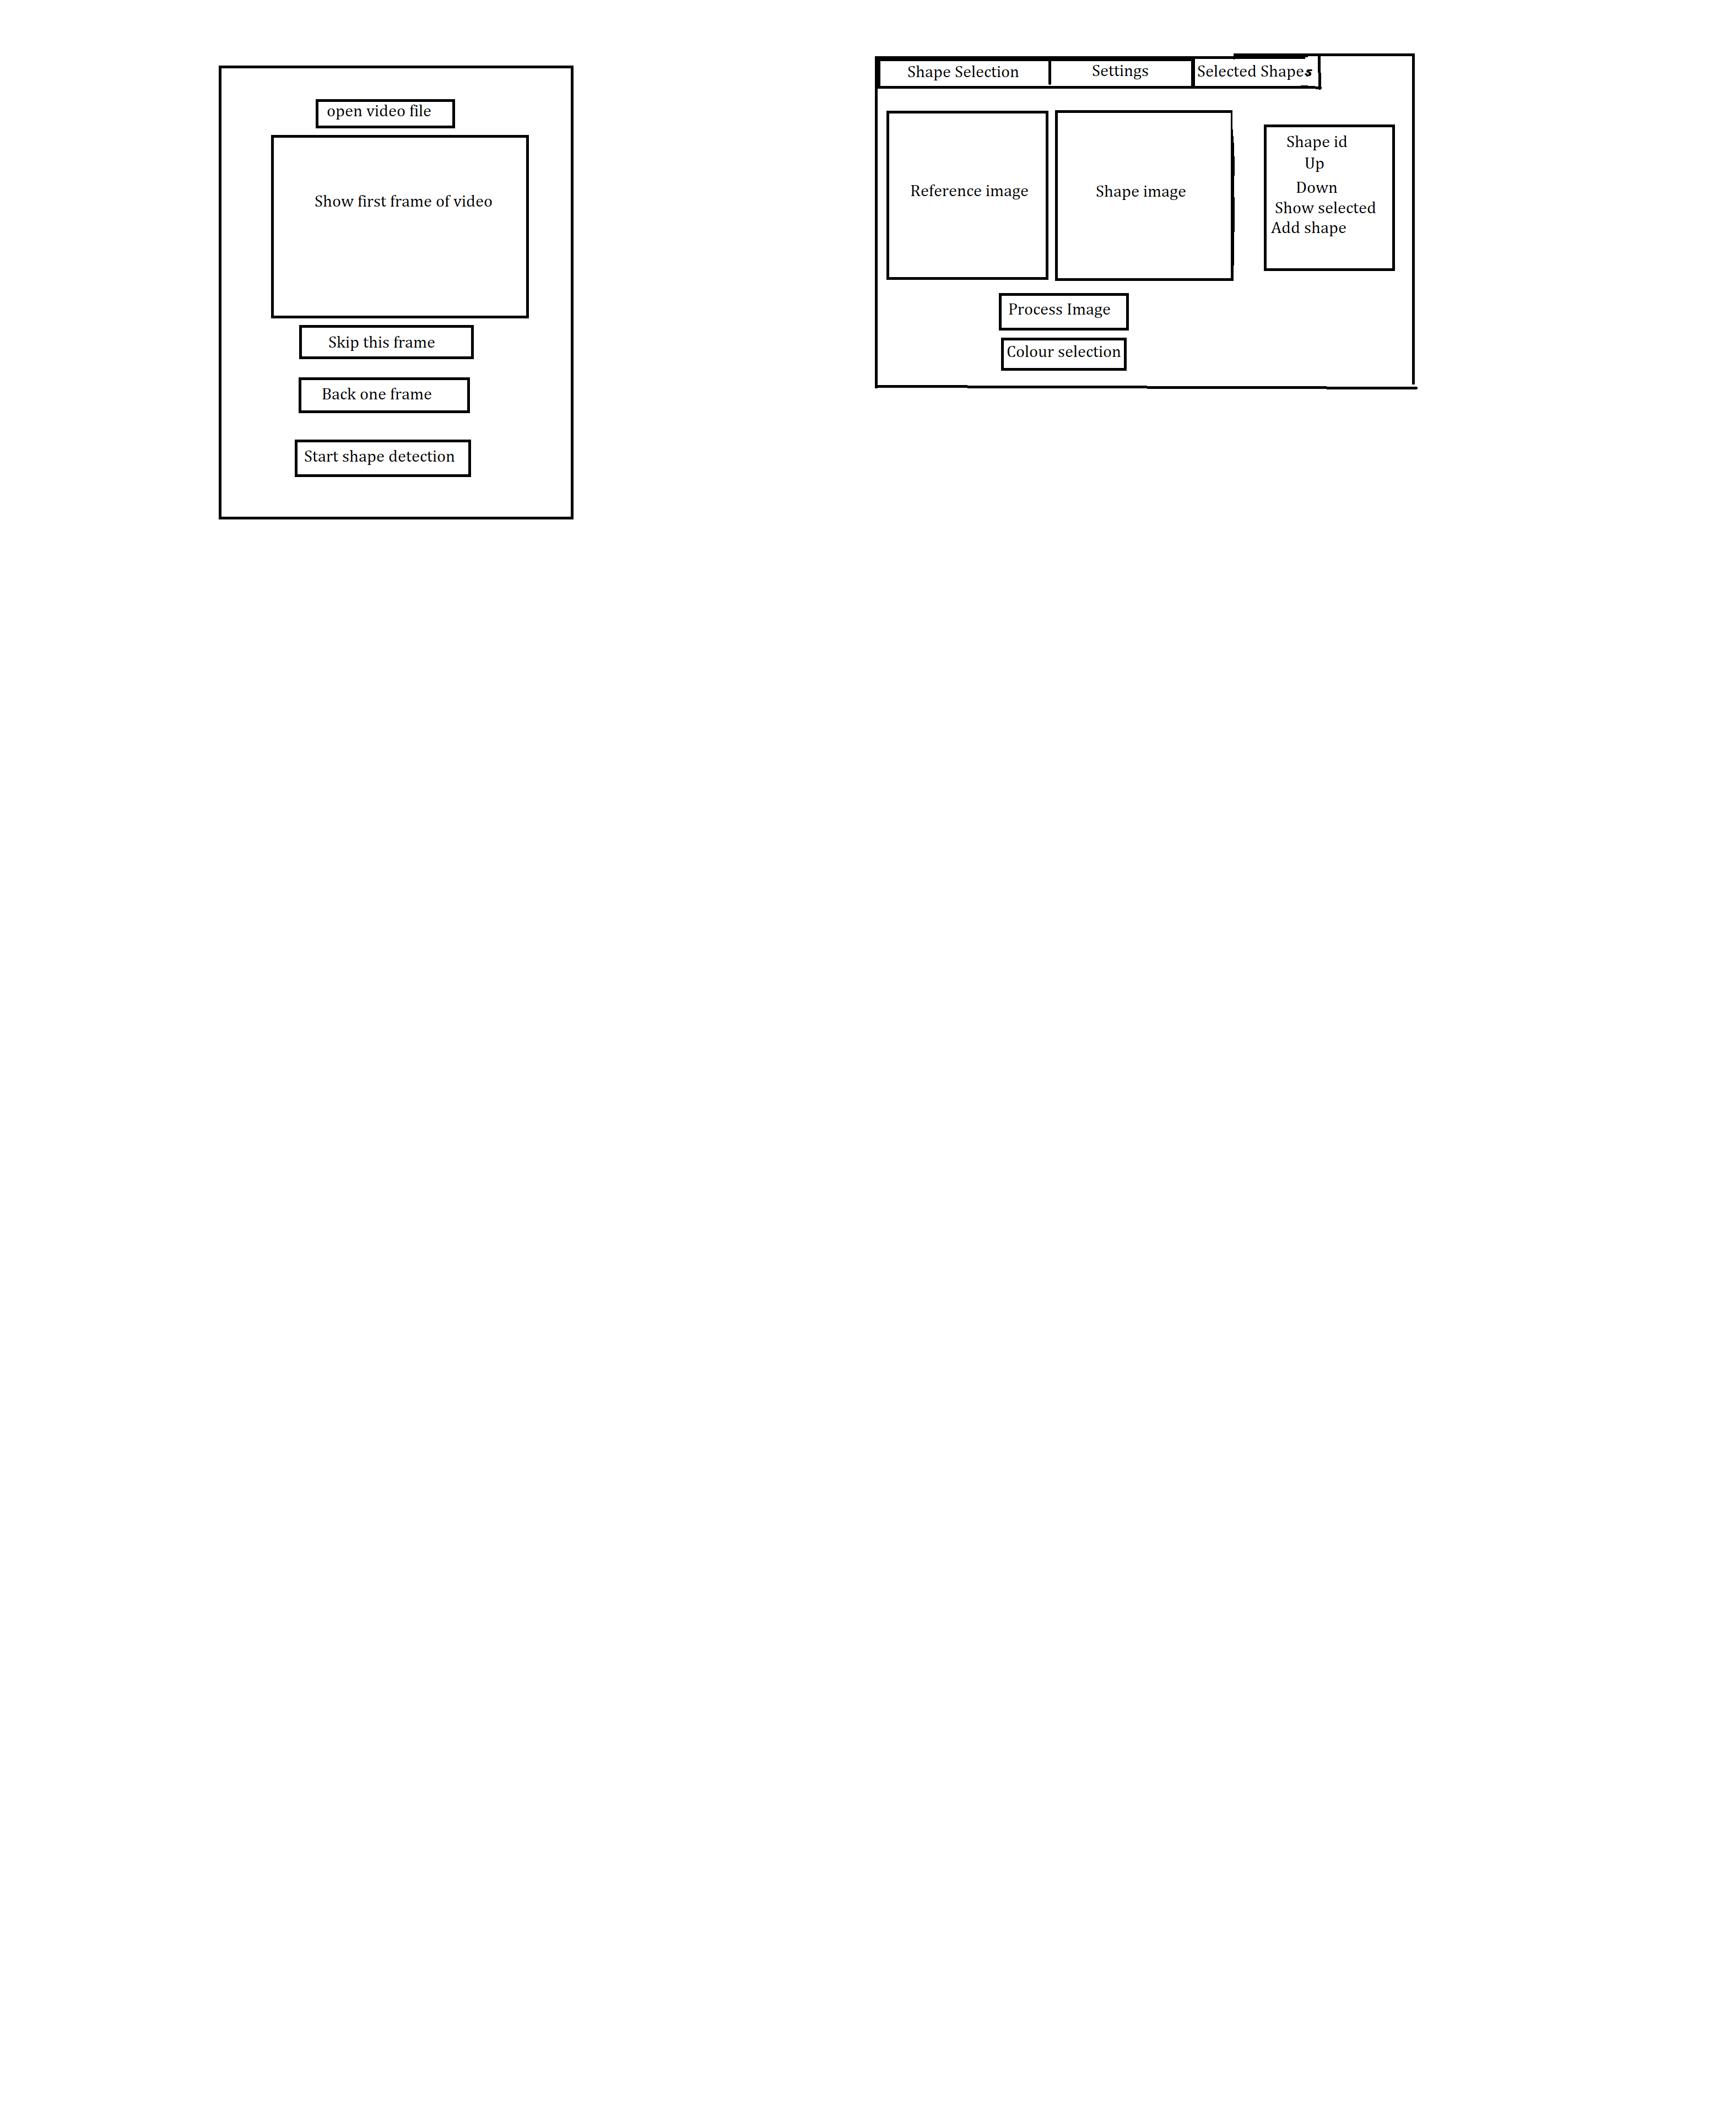 open video file
Show first frame of video
Skip this frame
Back one frame
Start shape detection
Shape Selection
Settings
Selected Shapes
Reference image
Shape image
Shape id
Up
Down
Show selected
Add shape
Process Image
Colour selection